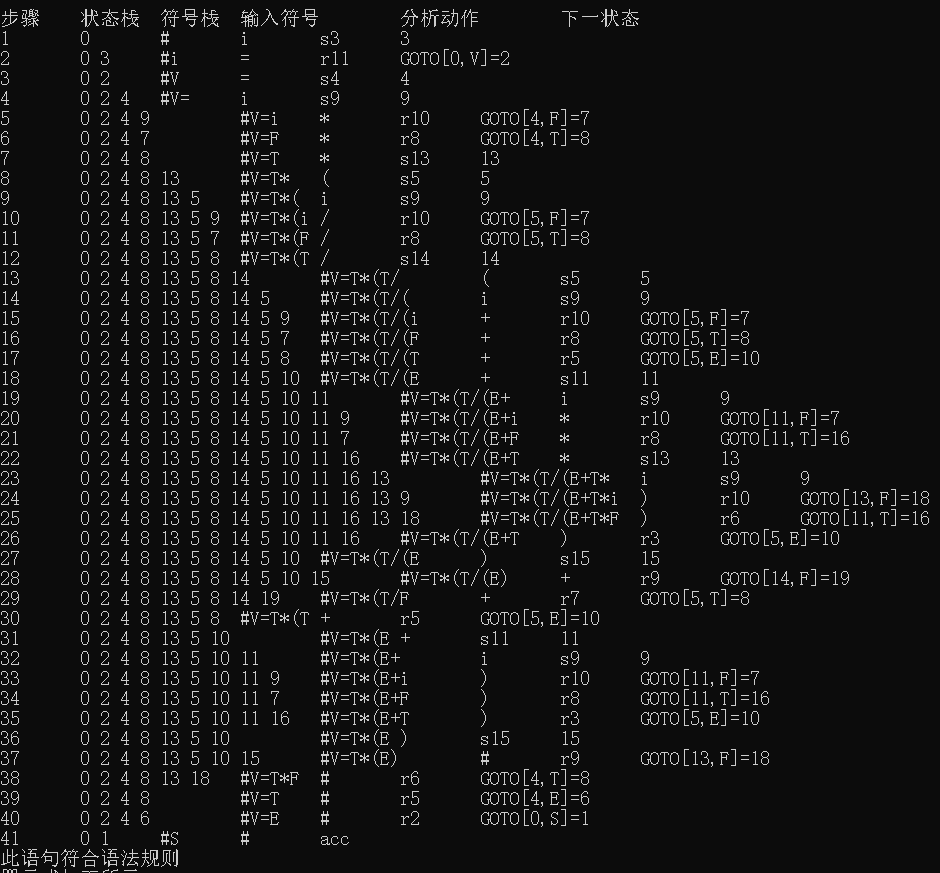 步骤 状态栈 符号栈 输入符号 分析动作 下一状态
1 0 # i s3 3
2 0 3 #i = r11 GOTO[0,V]=2
3 0 2 #V = s4 4
4 0 2 4 #V= i s9 9
5 0 2 4 9 #V=i * r10 GOTO[4,F]=7
6 0 2 4 7 #V=F * r8 GOTO[4,T]=8
7 0 2 4 8 #V=T * s13 13
8 0 2 4 8 13 #V=T* ( s5 5
9 0 2 4 8 13 5 #V=T*( i s9 9
10 0 2 4 8 13 5 9 #V=T*(i / r10 GOTO[5,F]=7
11 0 2 4 8 13 5 7 #V=T*(F / r8 GOTO[5,T]=8
12 0 2 4 8 13 5 8 #V=T*(T / s14 14
13 0 2 4 8 13 5 8 14 #V=T*(T/ ( s5 5
14 0 2 4 8 13 5 8 14 5 #V=T*(T/( i s9 9
15 0 2 4 8 13 5 8 14 5 9 #V=T*(T/(i + r10 GOTO[5,F]=7
16 0 2 4 8 13 5 8 14 5 7 #V=T*(T/(F + r8 GOTO[5,T]=8
17 0 2 4 8 13 5 8 14 5 8 #V=T*(T/(T + r5 GOTO[5,E]=10
18 0 2 4 8 13 5 8 14 5 10 #V=T*(T/(E + s11 11
19 0 2 4 8 13 5 8 14 5 10 11 #V=T*(T/(E+ i s9 9
20 0 2 4 8 13 5 8 14 5 10 11 9 #V=T*(T/(E+i * r10 GOTO[11,F]=7
21 0 2 4 8 13 5 8 14 5 10 11 7 #V=T*(T/(E+F * r8 GOTO[11,T]=16
22 0 2 4 8 13 5 8 14 5 10 11 16 #V=T*(T/(E+T * s13 13
23 0 2 4 8 13 5 8 14 5 10 11 16 13 #V=T*(T/(E+T* i s9 9
24 0 2 4 8 13 5 8 14 5 10 11 16 13 9 #V=T*(T/(E+T*i ) r10 GOTO[13,F]=18
25 0 2 4 8 13 5 8 14 5 10 11 16 13 18 #V=T*(T/(E+T*F ) r6 GOTO[11,T]=16
26 0 2 4 8 13 5 8 14 5 10 11 16 #V=T*(T/(E+T ) r3 GOTO[5,E]=10
27 0 2 4 8 13 5 8 14 5 10 #V=T*(T/(E ) s15 15
28 0 2 4 8 13 5 8 14 5 10 15 #V=T*(T/(E) + r9 GOTO[14,F]=19
29 0 2 4 8 13 5 8 14 19 #V=T*(T/F + r7 GOTO[5,T]=8
30 0 2 4 8 13 5 8 #V=T*(T + r5 GOTO[5,E]=10
31 0 2 4 8 13 5 10 #V=T*(E + s11 11
32 0 2 4 8 13 5 10 11 #V=T*(E+ i s9 9
33 0 2 4 8 13 5 10 11 9 #V=T*(E+i ) r10 GOTO[11,F]=7
34 0 2 4 8 13 5 10 11 7 #V=T*(E+F ) r8 GOTO[11,T]=16
35 0 2 4 8 13 5 10 11 16 #V=T*(E+T ) r3 GOTO[5,E]=10
36 0 2 4 8 13 5 10 #V=T*(E ) s15 15
37 0 2 4 8 13 5 10 15 #V=T*(E) # r9 GOTO[13,F]=18
38 0 2 4 8 13 18 #V=T*F # r6 GOTO[4,T]=8
39 0 2 4 8 #V=T # r5 GOTO[4,E]=6
40 0 2 4 6 #V=E # r2 GOTO[0,S]=1
41 0 1 #S # acc
此语句符合语法规则